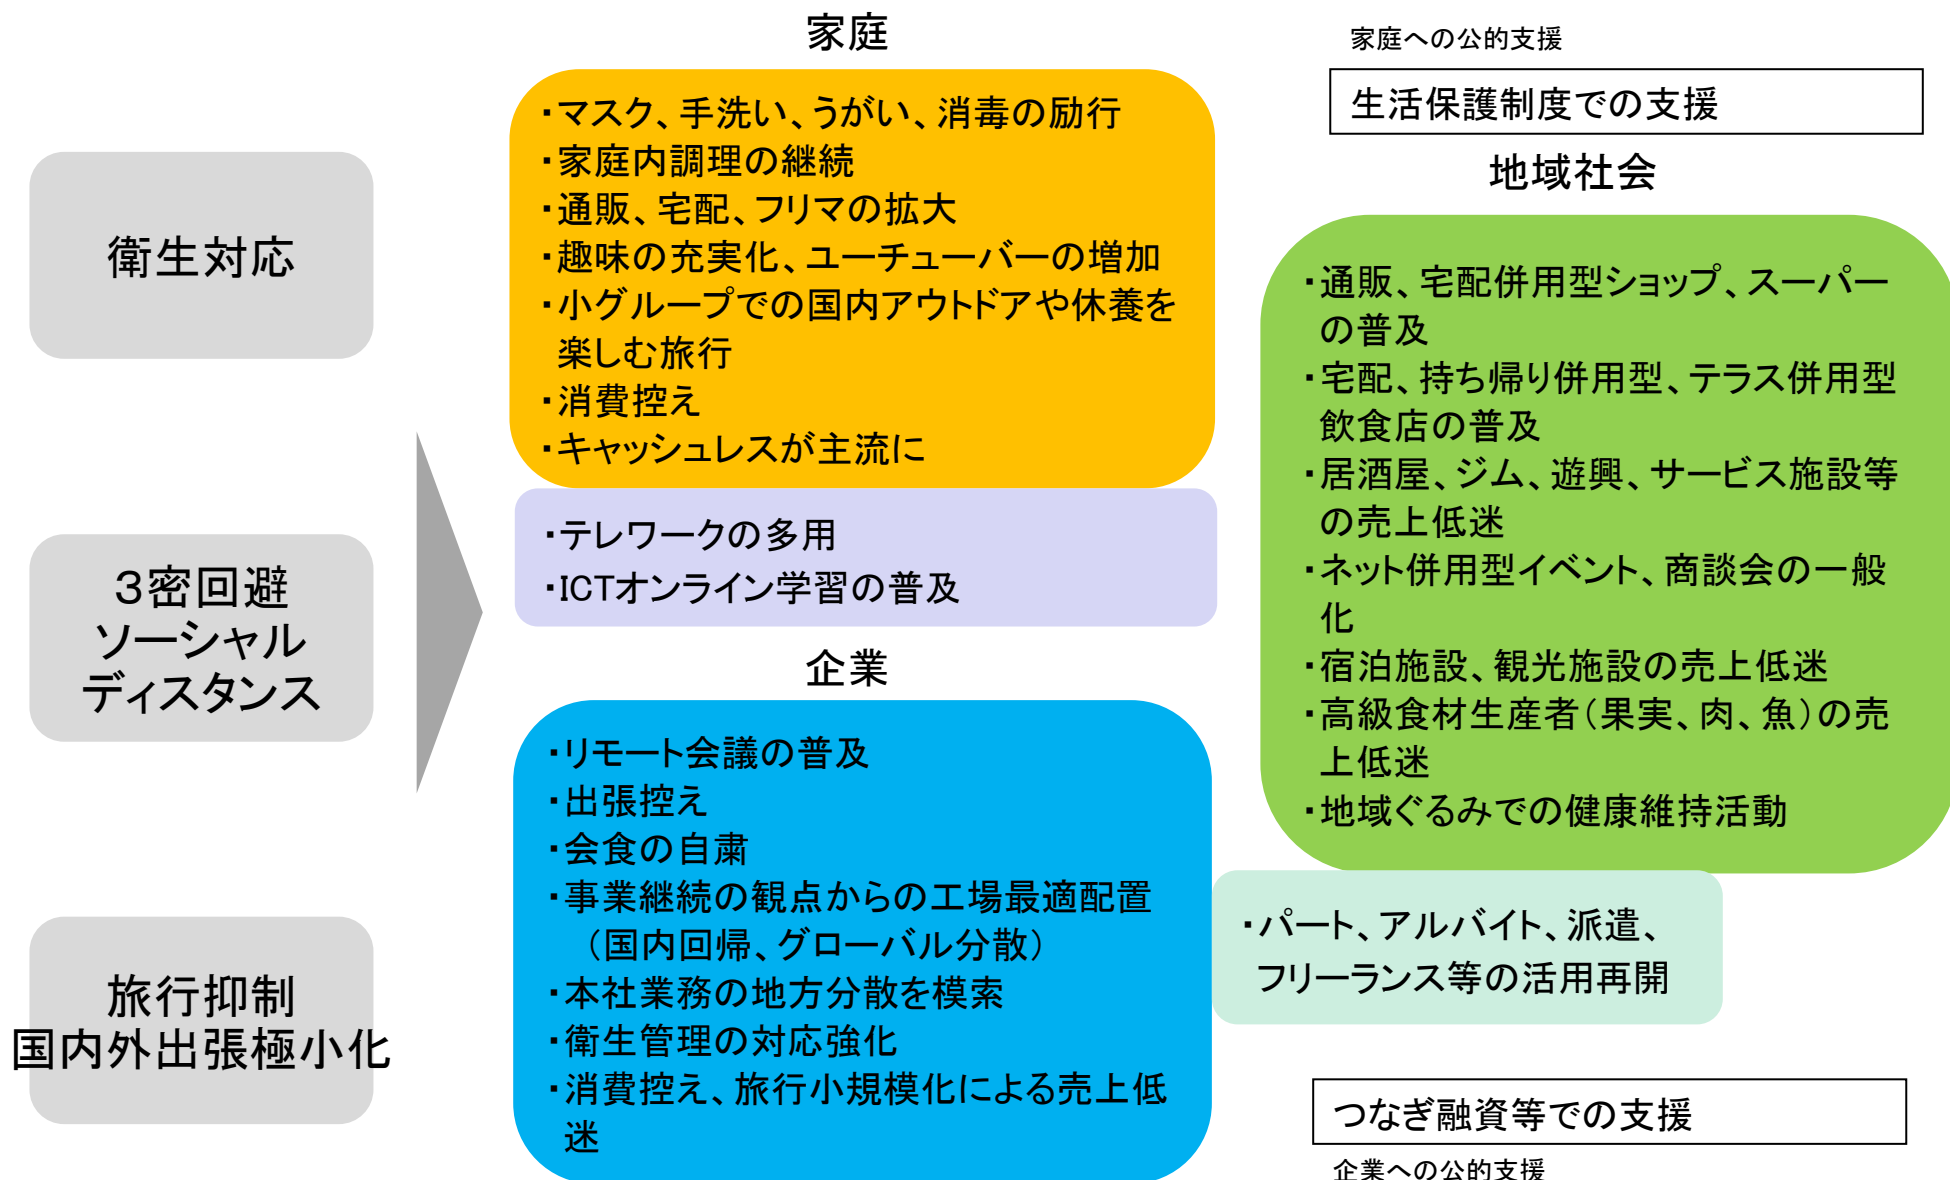 衛生対応
3密回避
ソーシャル
ディスタンス
旅行抑制
国内外出張極小化
家庭
・マスク、手洗い、うがい、消毒の励行
・家庭内調理の継続
・通販、宅配、フリマの拡大
・趣味の充実化、ユーチューバーの増加
・小グループでの国内アウトドアや休養を
楽しむ旅行
・消費控え
・キャッシュレスが主流に
・テレワークの多用
・ICTオンライン学習の普及
企業
・リモート会議の普及
・出張控え
・会食の自粛
・事業継続の観点からの工場最適配置
（国内回帰、グローバル分散）
・本社業務の地方分散を模索
・衛生管理の対応強化
・消費控え、旅行小規模化による売上低
迷
家庭への公的支援
生活保護制度での支援
地域社会
・通販、宅配併用型ショップ、スーパー
の普及
・宅配、持ち帰り併用型、テラス併用型
飲食店の普及
・居酒屋、ジム、遊興、サービス施設等
の売上低迷
・ネット併用型イベント、商談会の一般
化
・宿泊施設、観光施設の売上低迷
・高級食材生産者（果実、肉、魚）の売
上低迷
・地域ぐるみでの健康維持活動
・パート、アルバイト、派遣、
フリーランス等の活用再開
つなぎ融資等での支援
企業への公的支援